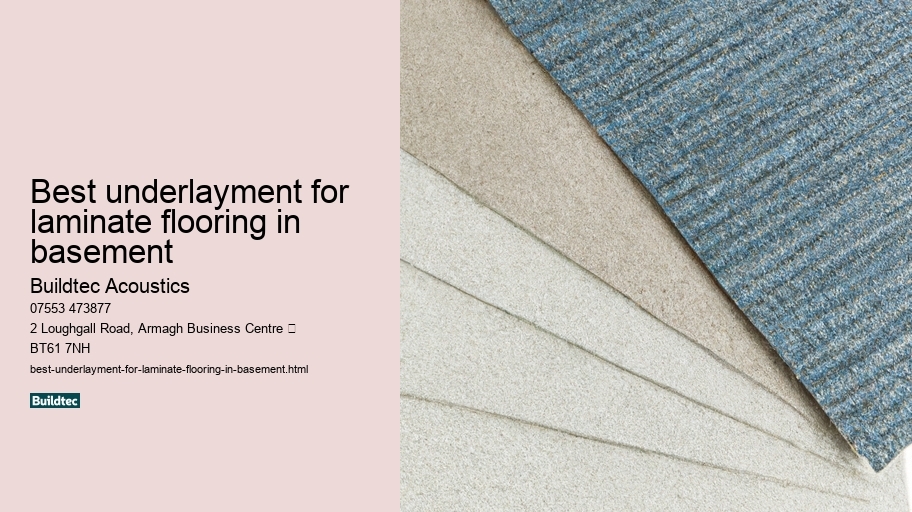 Best underlayment for
laminate flooring in
basement
Buildtec Acoustics
07553 473877
2 Loughgall Road, Armagh Business Centre □
BT61 7NH
best-underlayment-for-laminate-flooring-in-basement.html
Buildtec